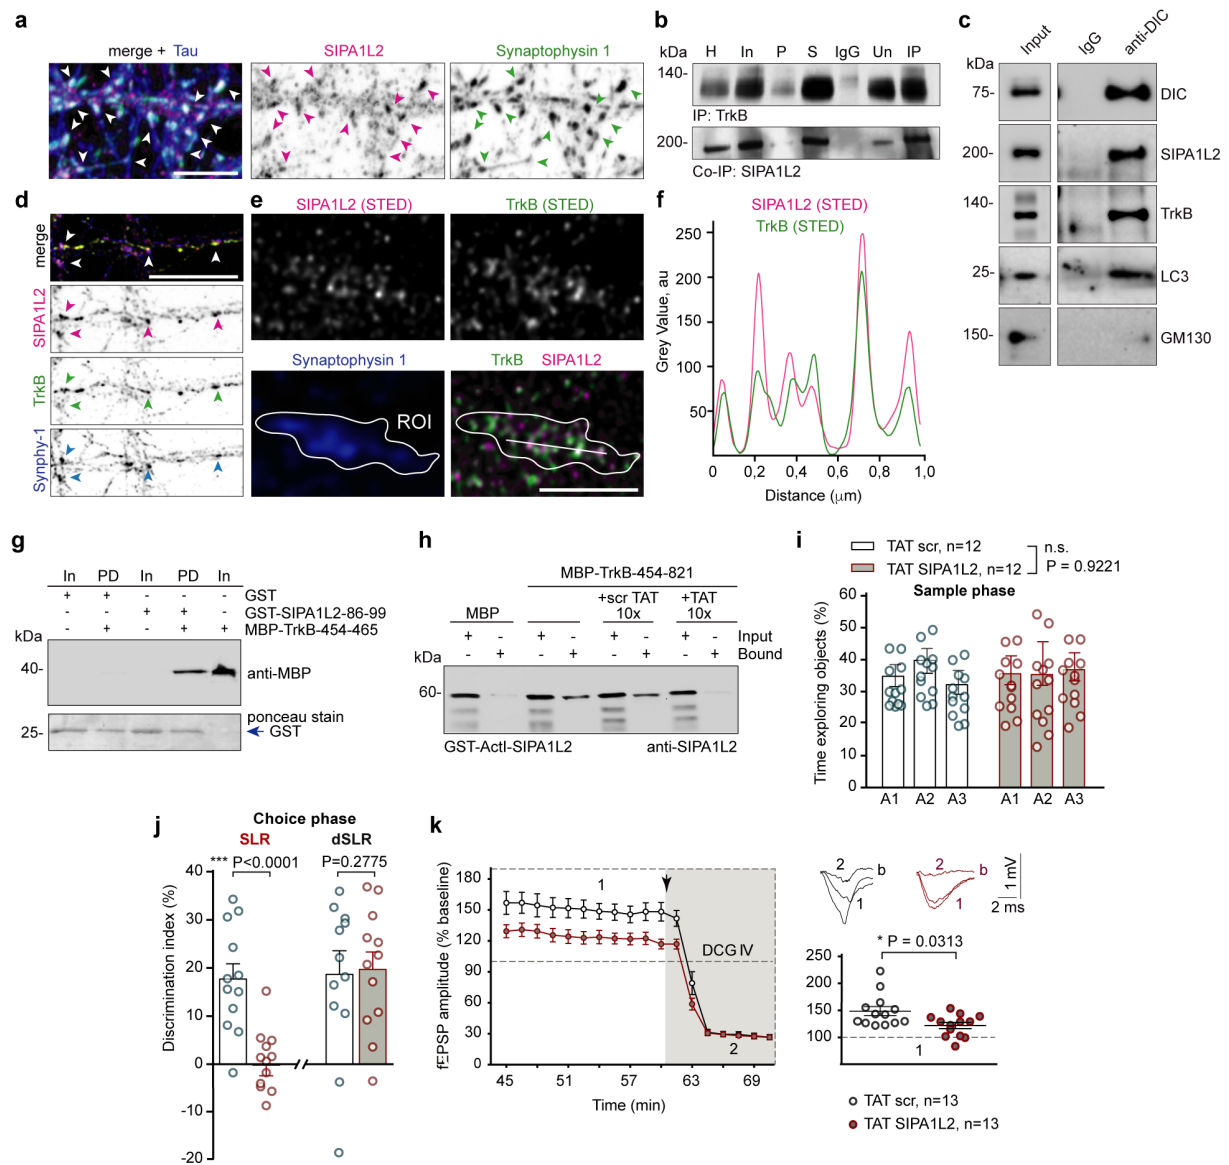 a
merge + Tau
SIPA1L2
Synaptophysin 1
b
kDa H In P S IgG Un IP
140-
IP: TrkB
200-
Co-IP: SIPA1L2
c
Input IgG anti-DIC
kDa
75- DIC
200- SIPA1L2
140- TrkB
25- LC3
150- GM130
d
merge
SIPA1L2
TrkB
Synphy-1
e
SIPA1L2 (STED)
TrkB (STED)
Synaptophysin 1
TrkB SIPA1L2
ROI
f
SIPA1L2 (STED)
TrkB (STED)
Grey Value, au
250
200
150
100
50
0 0,2 0,4 0,6 0,8 1,0
Distance (μm)
g
In PD In PD In
+ + - - - GST
- - + + - GST-SIPA1L2-86-99
- + - + + MBP-TrkB-454-465
kDa
40- anti-MBP
ponceau stain
25- GST
h
MBP-TrkB-454-821
+scr TAT +TAT
MBP 10x 10x
+ - + - + - + - Input
- + - + - + - + Bound
kDa
60-
GST-ActI-SIPA1L2 anti-SIPA1L2
i
TAT scr, n=12
TAT SIPA1L2, n=12
n.s.
P = 0.9221
Sample phase
Time exploring objects (%)
60
50
40
30
20
10
0
A1 A2 A3 A1 A2 A3
j
Choice phase
SLR dSLR
*** P<0.0001 P=0.2775
Discrimination index (%)
40
30
20
10
0
-10
-20
k
fEPSP amplitude (% baseline)
190
150
120
90
60
30
0
1
DCG IV
2
45 51 57 63 69
Time (min)
2 b 1
2 b 1
1 mV
2 ms
* P = 0.0313
250
200
150
100
1
TAT scr, n=13
TAT SIPA1L2, n=13